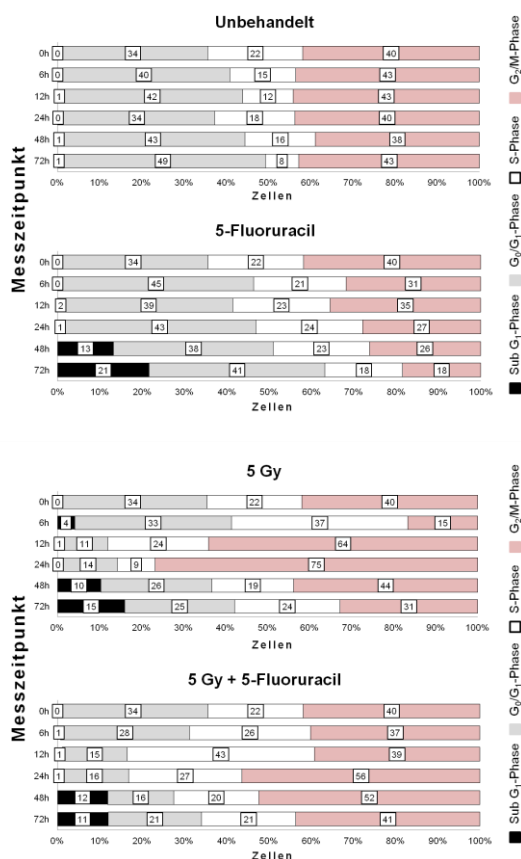 Unbehandelt
0h 0 34 22 40
6h 0 40 15 43
12h 1 42 12 43
24h 0 34 18 40
48h 1 43 16 38
72h 1 49 8 43
0% 10% 20% 30% 40% 50% 60% 70% 80% 90% 100%
Zellen
5-Fluoruracil
0h 0 34 22 40
6h 0 45 21 31
12h 2 39 23 35
24h 1 43 24 27
48h 13 38 23 26
72h 21 41 18 18
0% 10% 20% 30% 40% 50% 60% 70% 80% 90% 100%
Zellen
Messzeitpunkt
Sub G1-Phase G0/G1-Phase S-Phase G2/M-Phase
5 Gy
0h 0 34 22 40
6h 4 33 37 15
12h 1 11 24 64
24h 0 14 9 75
48h 10 26 19 44
72h 15 25 24 31
0% 10% 20% 30% 40% 50% 60% 70% 80% 90% 100%
Zellen
5 Gy + 5-Fluoruracil
0h 0 34 22 40
6h 1 28 26 37
12h 1 15 43 39
24h 1 16 27 56
48h 12 16 20 52
72h 11 21 21 41
0% 10% 20% 30% 40% 50% 60% 70% 80% 90% 100%
Zellen
Messzeitpunkt
Sub G1-Phase G0/G1-Phase S-Phase G2/M-Phase